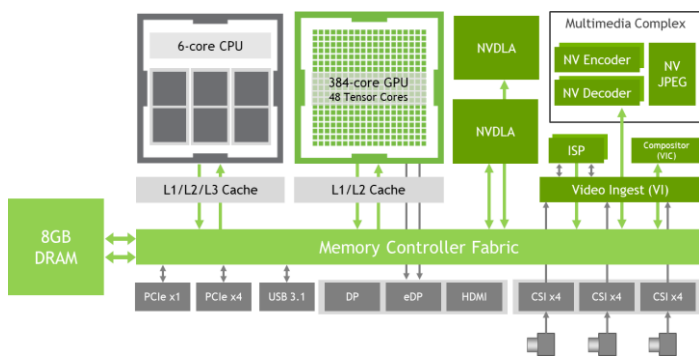 6-core CPU
384-core GPU
48 Tensor Cores
NVDLA
NVDLA
Multimedia Complex
NV Encoder
NV Decoder
NV
JPEG
ISP
Compositor
(VIC)
L1/L2/L3 Cache
L1/L2 Cache
Video Ingest (VI)
8GB
DRAM
Memory Controller Fabric
PCIe x1
PCIe x4
USB 3.1
DP
eDP
HDMI
CSI x4
CSI x4
CSI x4